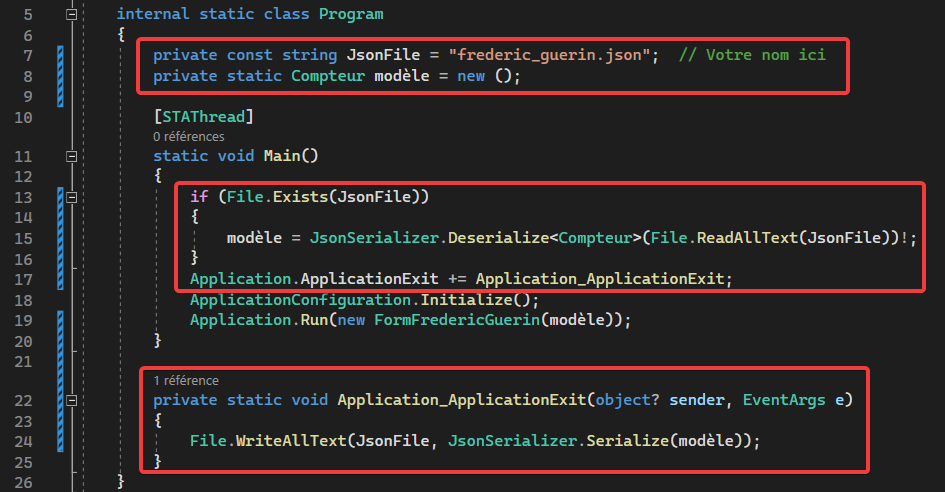 5 internal static class Program
6 {
7 private const string JsonFile = "frederic_guerin.json";  // Votre nom ici
8 private static Compteur modèle = new ();
9
10 [STAThread]
0 références
11 static void Main()
12 {
13 if (File.Exists(JsonFile))
14 {
15 modèle = JsonSerializer.Deserialize<Compteur>(File.ReadAllText(JsonFile))!;
16 }
17 Application.ApplicationExit += Application_ApplicationExit;
18 ApplicationConfiguration.Initialize();
19 Application.Run(new FormFredericGuerin(modèle));
20 }
21
1 référence
22 private static void Application_ApplicationExit(object? sender, EventArgs e)
23 {
24 File.WriteAllText(JsonFile, JsonSerializer.Serialize(modèle));
25 }
26 }